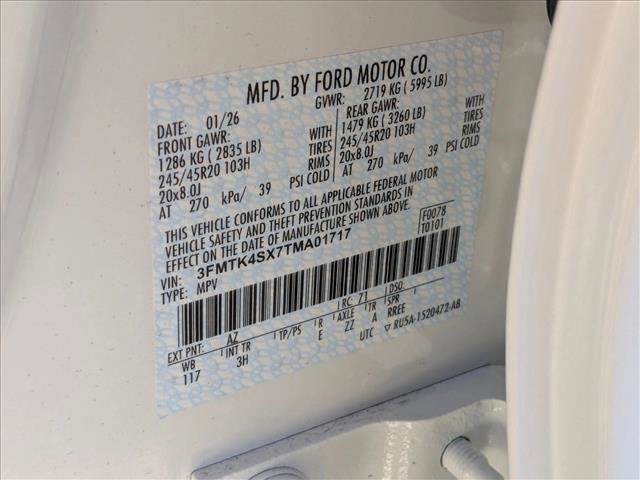 MFD. BY FORD MOTOR CO.
DATE: 01/26 GVWR: 2719 KG ( 5995 LB)
FRONT GAWR: REAR GAWR:
1286 KG ( 2835 LB) WITH 1479 KG ( 3260 LB) WITH
245/45R20 103H TIRES 245/45R20 103H TIRES
20x8.0J RIMS 20x8.0J RIMS
AT 270 kPa/ 39 PSI COLD AT 270 kPa/ 39 PSI COLD
THIS VEHICLE CONFORMS TO ALL APPLICABLE FEDERAL MOTOR
VEHICLE SAFETY AND THEFT PREVENTION STANDARDS IN
EFFECT ON THE DATE OF MANUFACTURE SHOWN ABOVE.
F0078
T0101
VIN: 3FMTK4SX7TMA01717
TYPE: MPV
EXT PNT: AZ RC: 71 DSO:
WB INT TR TP/PS R AXLE TR SPR
117 3H E ZZ A RREE
UTC ▽ RU5A-1520472-AB